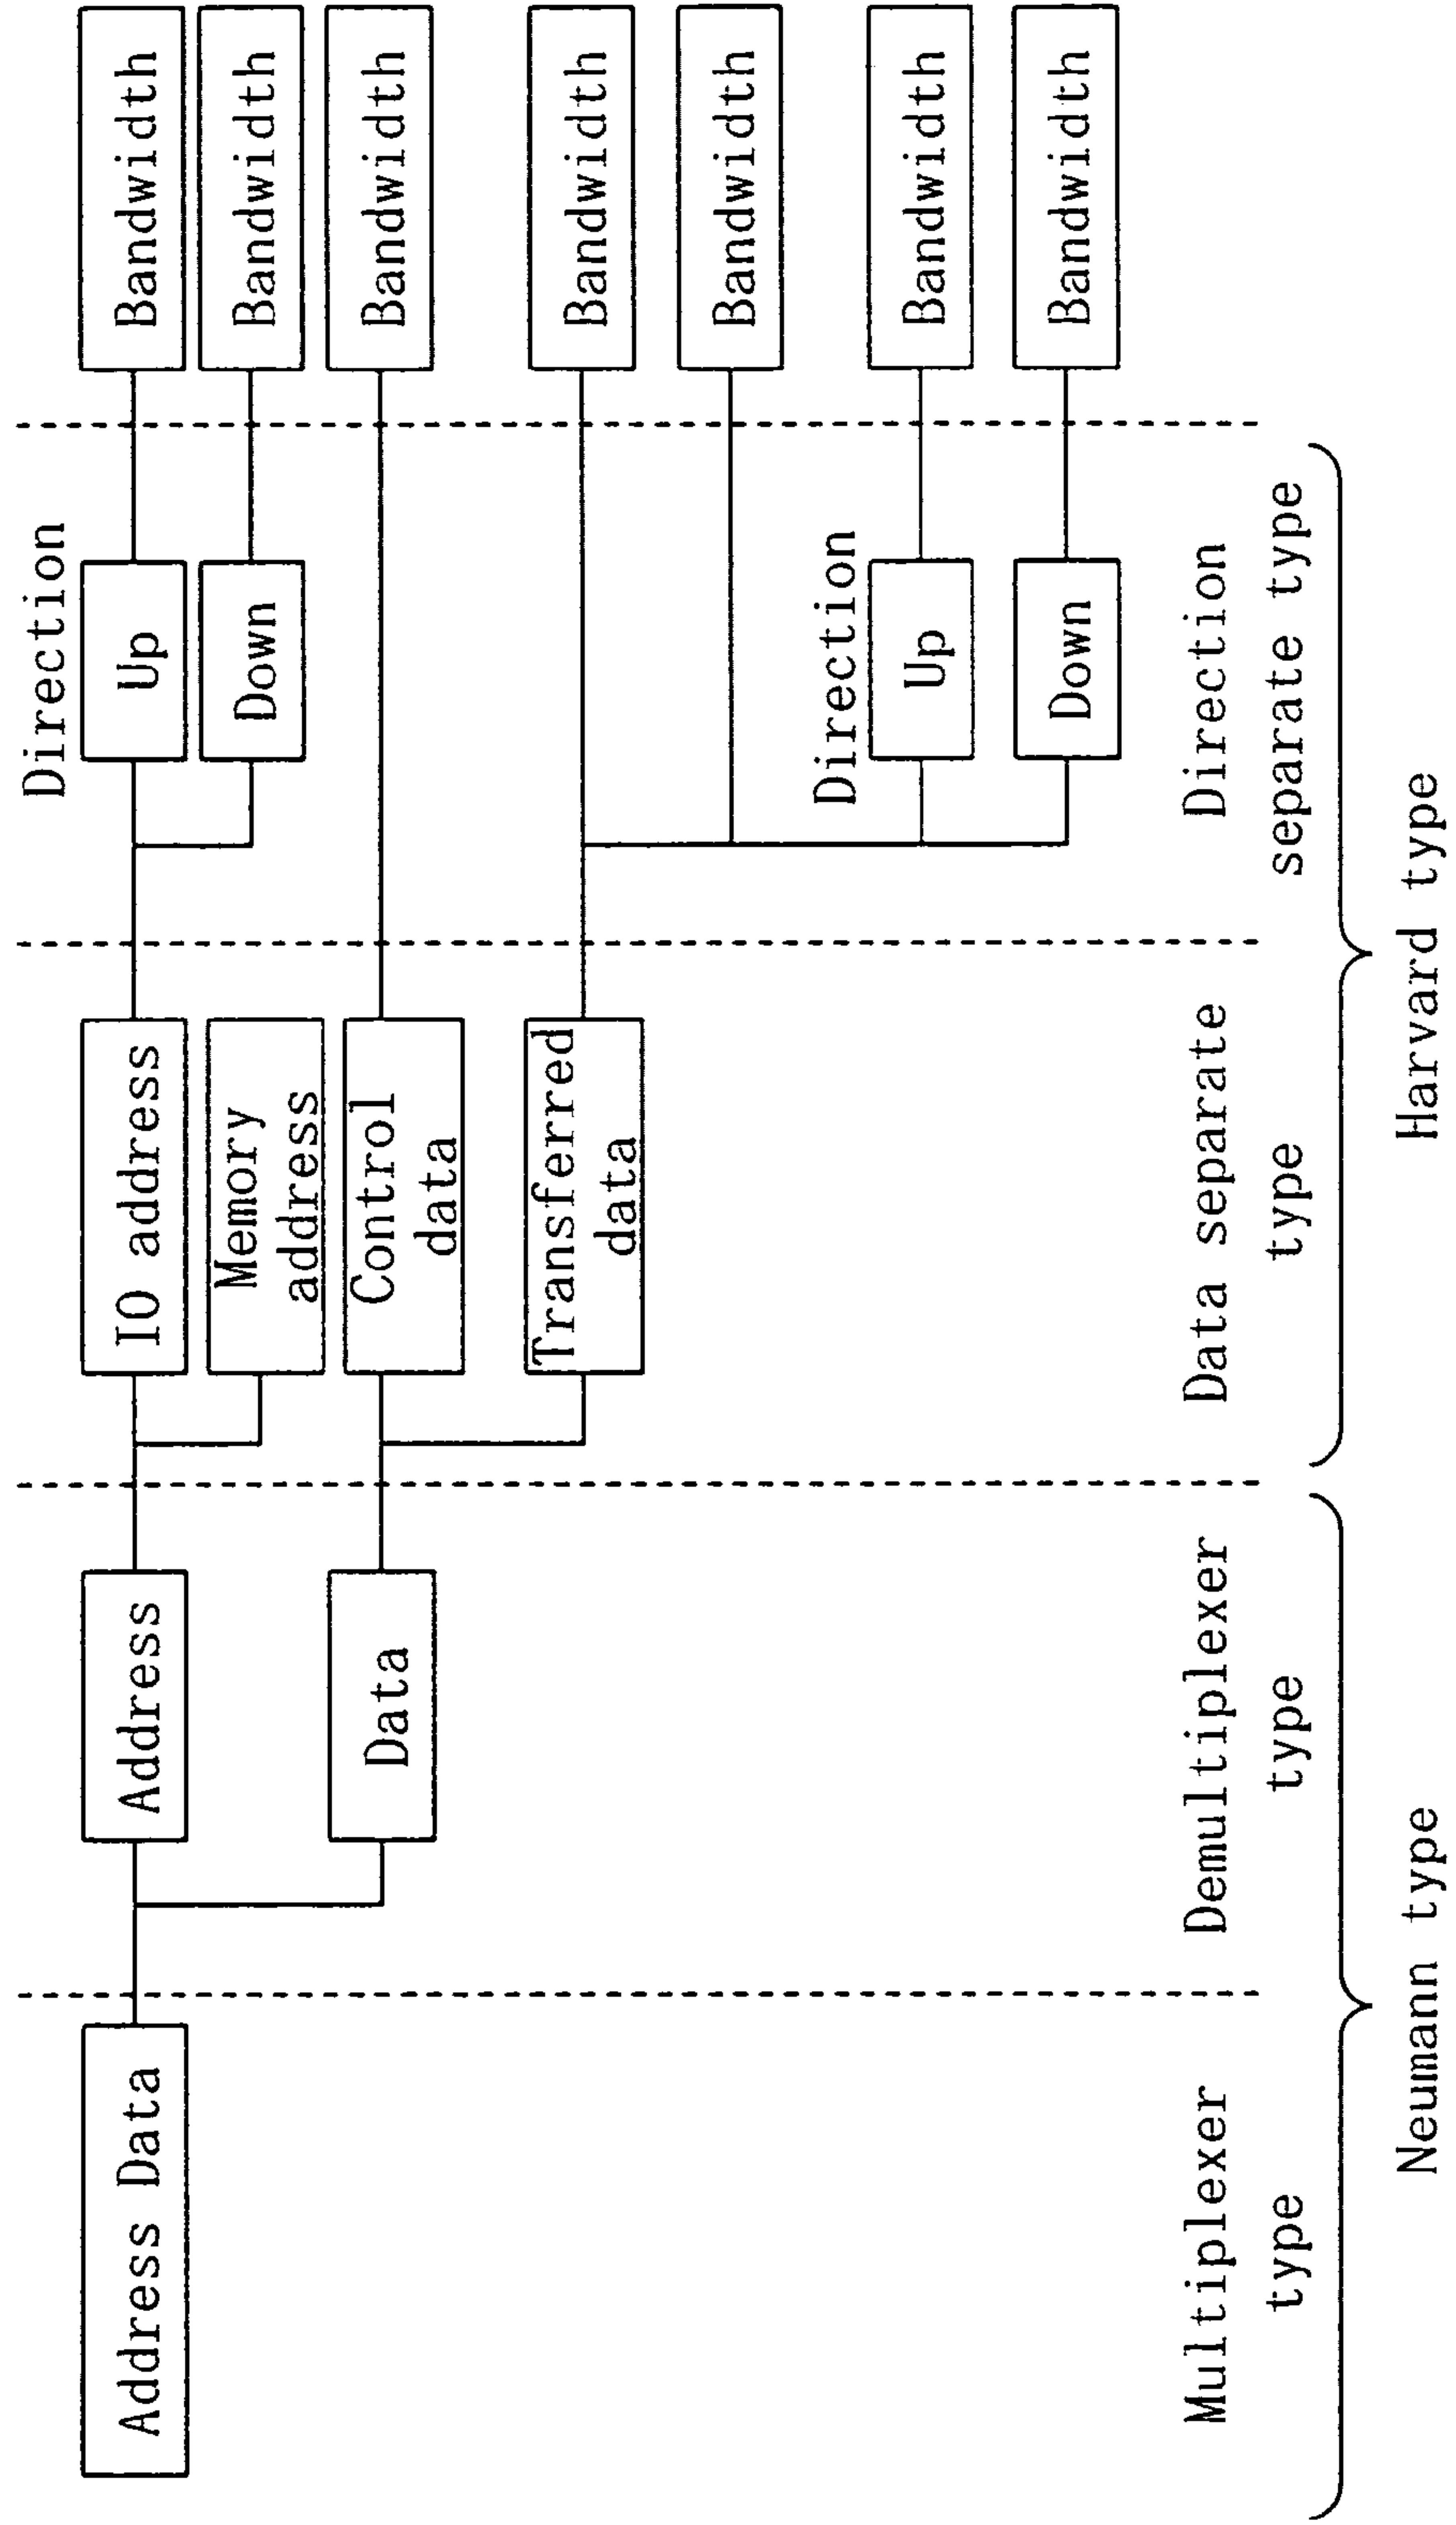 Address Data
Address
Data
IO address
Memory
address
Control
data
Transferred
data
Direction
Up
Down
Direction
Up
Down
Bandwidth
Bandwidth
Bandwidth
Bandwidth
Bandwidth
Bandwidth
Bandwidth
Multiplexer
type
Demultiplexer
type
Data separate
type
Direction
separate type
Neumann type
Harvard type